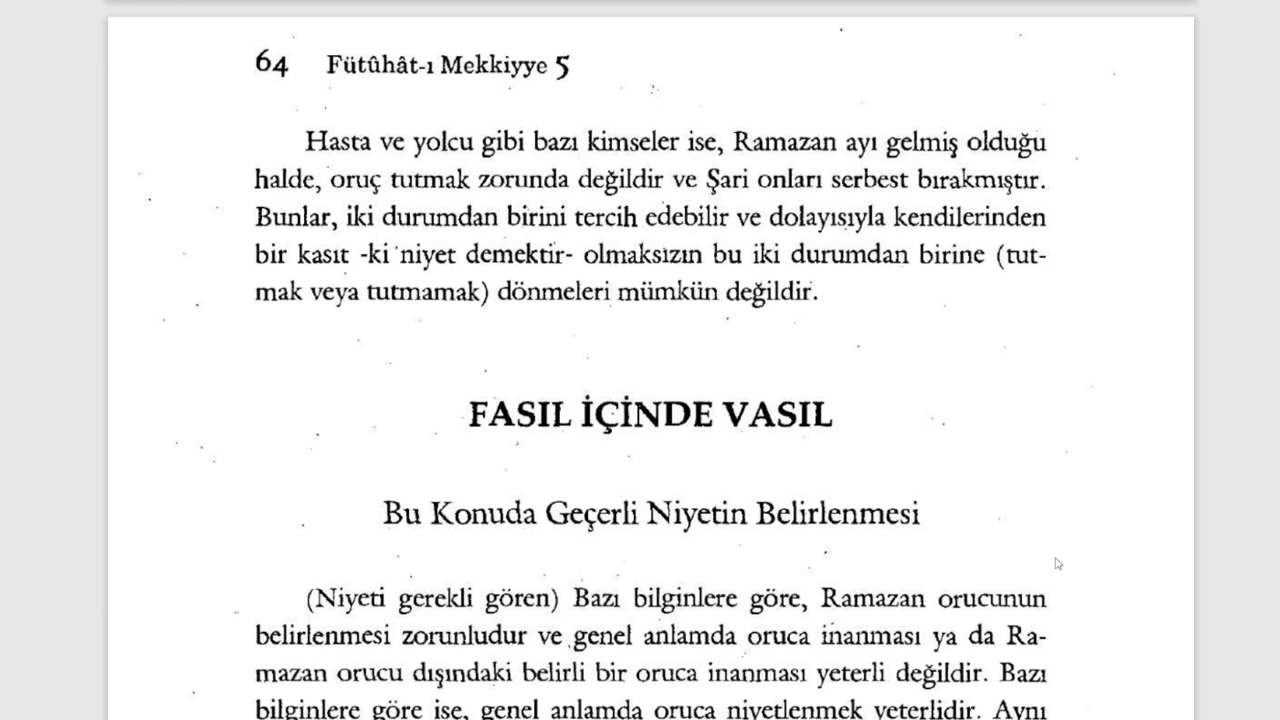 64 Fütûhât-ı Mekkiyye 5
Hasta ve yolcu gibi bazı kimseler ise, Ramazan ayı gelmiş olduğu
halde, oruç tutmak zorunda değildir ve Şari onları serbest bırakmıştır.
Bunlar, iki durumdan birini tercih edebilir ve dolayısıyla kendilerinden
bir kasıt -ki niyet demektir- olmaksızın bu iki durumdan birine (tut-
mak veya tutmamak) dönmeleri mümkün değildir.
FASIL İÇİNDE VASIL
Bu Konuda Geçerli Niyetin Belirlenmesi
(Niyeti gerekli gören) Bazı bilginlere göre, Ramazan orucunun
belirlenmesi zorunludur ve genel anlamda oruca inanması ya da Ra-
mazan orucu dışındaki belirli bir oruca inanması yeterli değildir. Bazı
bilginlere göre ise, genel anlamda oruca niyetlenmek yeterlidir. Aynı